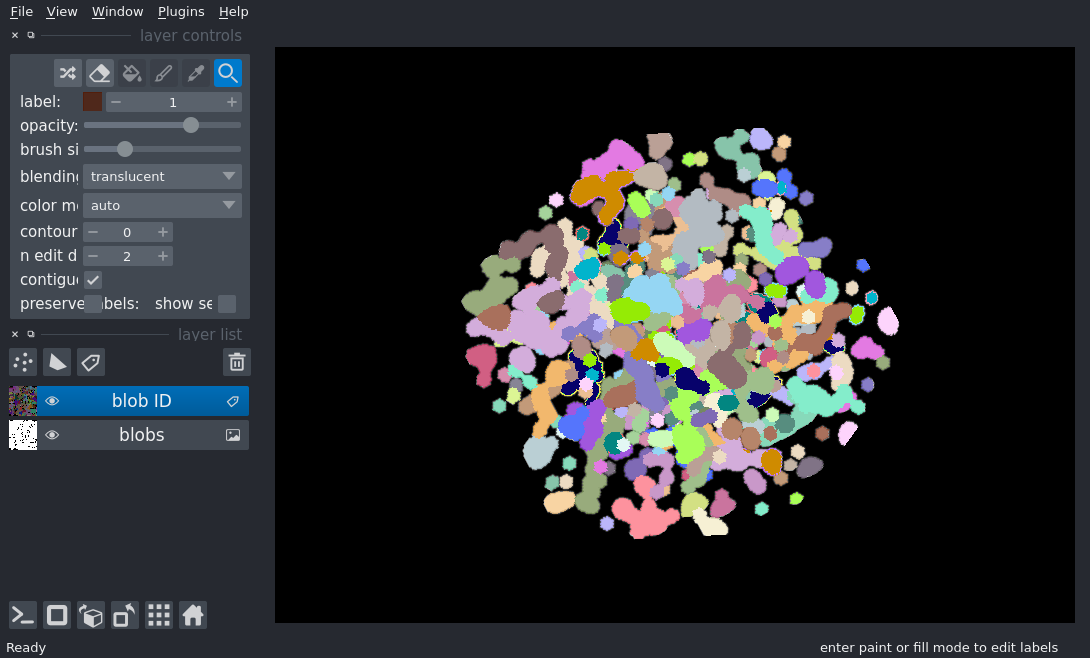 File View Window Plugins Help
layer controls
label: 1
opacity:
brush si
blending translucent
color m auto
contour 0
n edit d 2
contigu
preserve abels: show se
layer list
blob ID
blobs
Ready enter paint or fill mode to edit labels